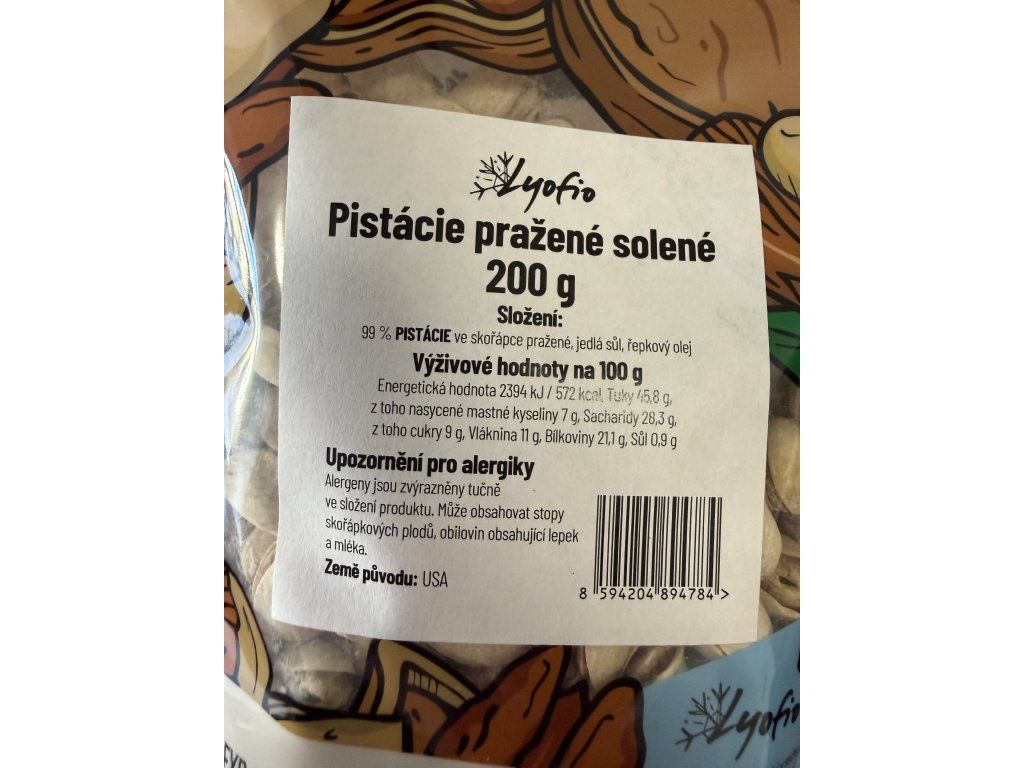 Lyofio
Pistácie pražené solené
200 g
Složení:
99 % PISTÁCIE ve skořápce pražené, jedlá sůl, řepkový olej
Výživové hodnoty na 100 g
Energetická hodnota 2394 kJ / 572 kcal, Tuky 45,8 g,
z toho nasycené mastné kyseliny 7 g, Sacharidy 28,3 g,
z toho cukry 9 g, Vláknina 11 g, Bílkoviny 21,1 g, Sůl 0,9 g
Upozornění pro alergiky
Alergeny jsou zvýrazněny tučně
ve složení produktu. Může obsahovat stopy
skořápkových plodů, obilovin obsahující lepek
a mléka.
Země původu: USA
8 594204 894784 >
Lyofio